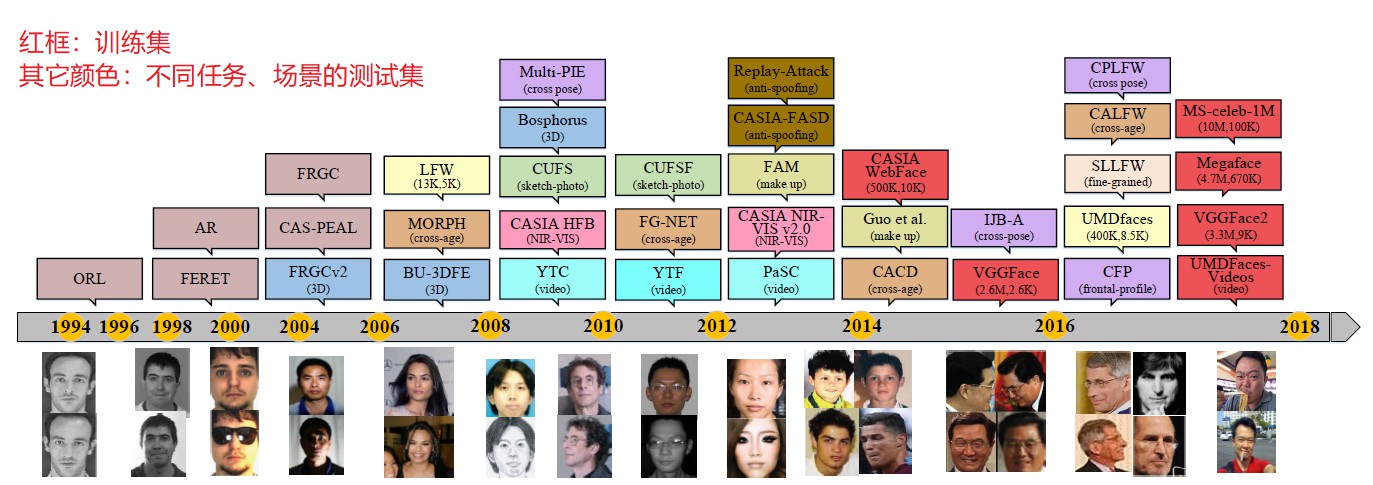 红框：训练集
其它颜色：不同任务、场景的测试集
ORL
AR
FERET
FRGC
CAS-PEAL
FRGCv2
(3D)
LFW
(13K,5K)
MORPH
(cross-age)
BU-3DFE
(3D)
Multi-PIE
(cross pose)
Bosphorus
(3D)
CUFS
(sketch-photo)
CASIA HFB
(NIR-VIS)
YTC
(video)
CUFSF
(sketch-photo)
FG-NET
(cross-age)
YTF
(video)
Replay-Attack
(anti-spoofing)
CASIA-FASD
(anti-spoofing)
FAM
(make up)
CASIA NIR-
VIS v2.0
(NIR-VIS)
PaSC
(video)
CASIA
WebFace
(500K,10K)
Guo et al.
(make up)
CACD
(cross-age)
IJB-A
(cross-pose)
VGGFace
(2.6M,2.6K)
CPLFW
(cross pose)
CALFW
(cross-age)
SLLFW
(fine-grained)
UMDfaces
(400K,8.5K)
CFP
(frontal-profile)
MS-celeb-1M
(10M,100K)
Megaface
(4.7M,670K)
VGGFace2
(3.3M,9K)
UMDFaces-
Videos
(video)
1994 1996 1998 2000 2004 2006 2008 2010 2012 2014 2016 2018